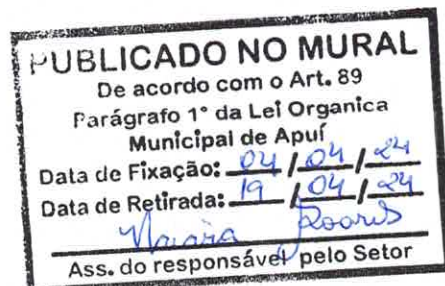 PUBLICADO NO MURAL
De acordo com o Art. 89
Parágrafo 1° da Lei Organica
Municipal de Apuí
Data de Fixação: 04 / 04 / 24
Data de Retirada: 19 / 04 / 24
Ass. do responsável pelo Setor